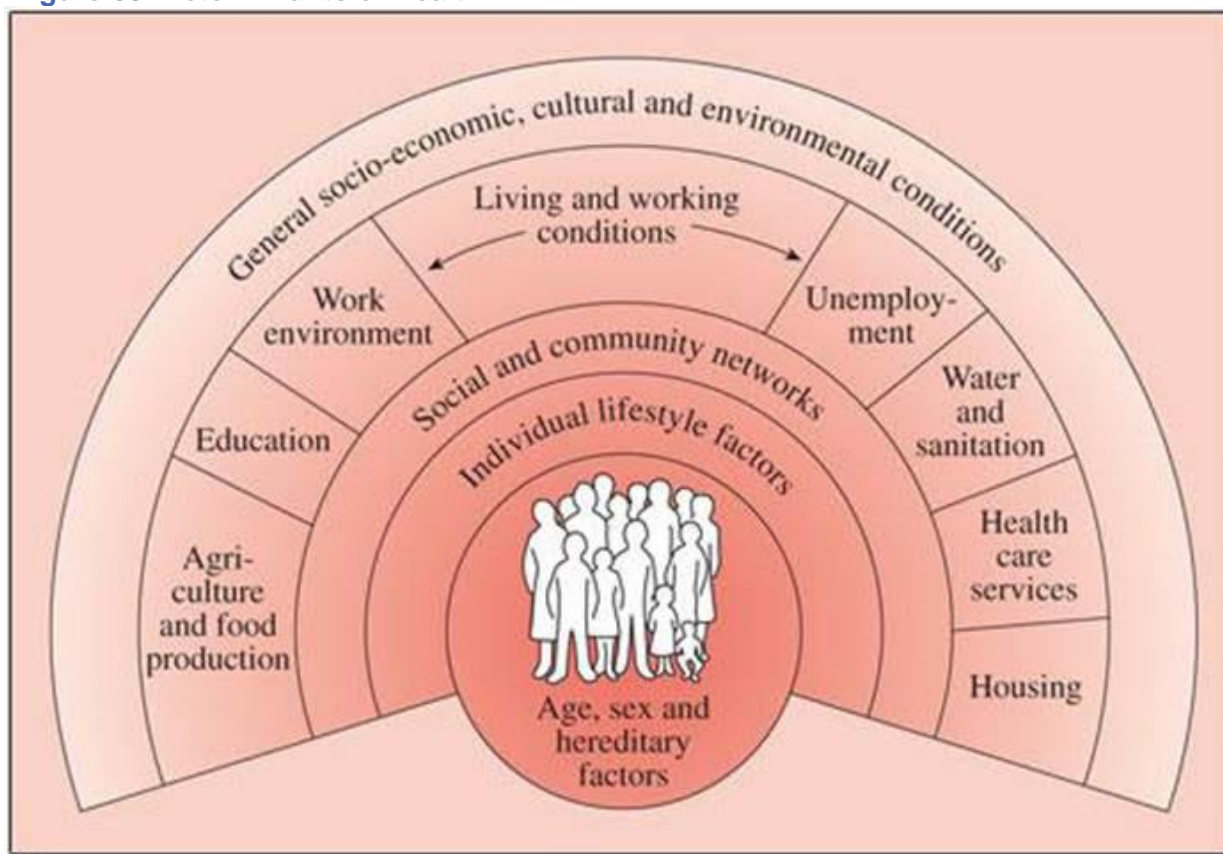 General socio-economic, cultural and environmental conditions
Living and working
conditions
Work
environment
Unemploy-
ment
Education
Water
and
sanitation
Agri-
culture
and food
production
Health
care
services
Housing
Social and community networks
Individual lifestyle factors
Age, sex and
hereditary
factors